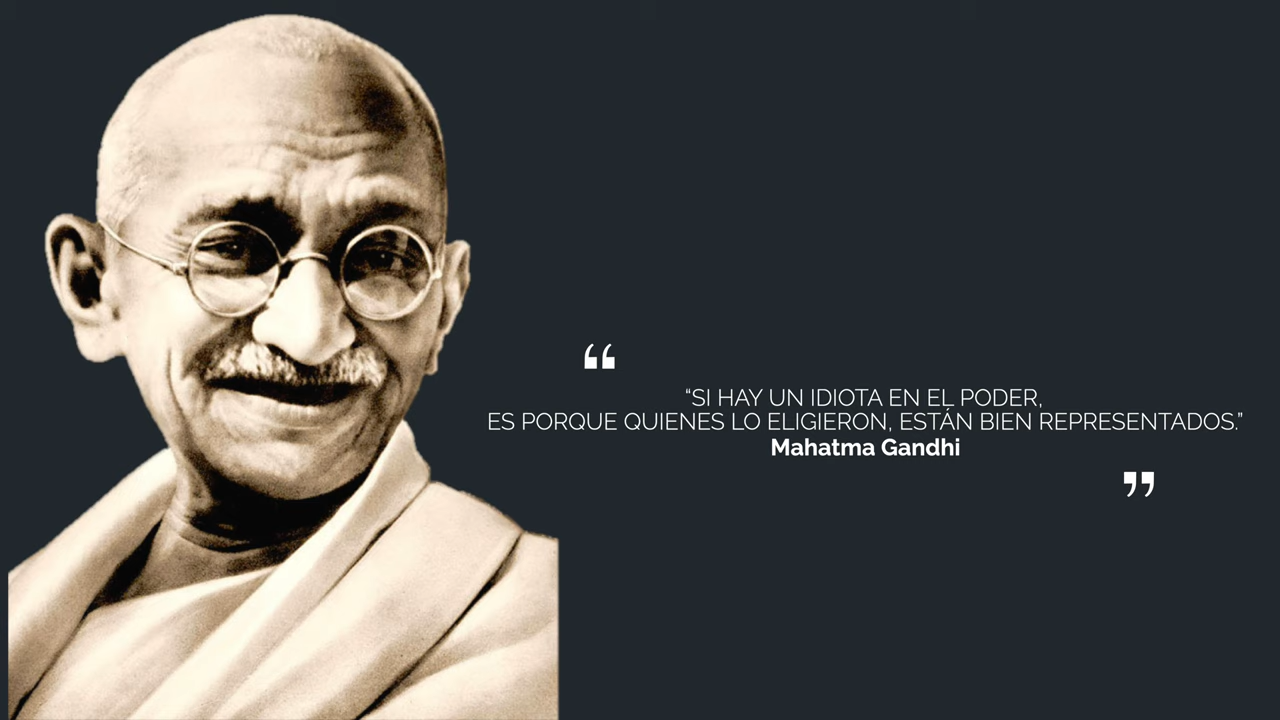 “
“SI HAY UN IDIOTA EN EL PODER,
ES PORQUE QUIENES LO ELIGIERON, ESTÁN BIEN REPRESENTADOS.”
Mahatma Gandhi
”